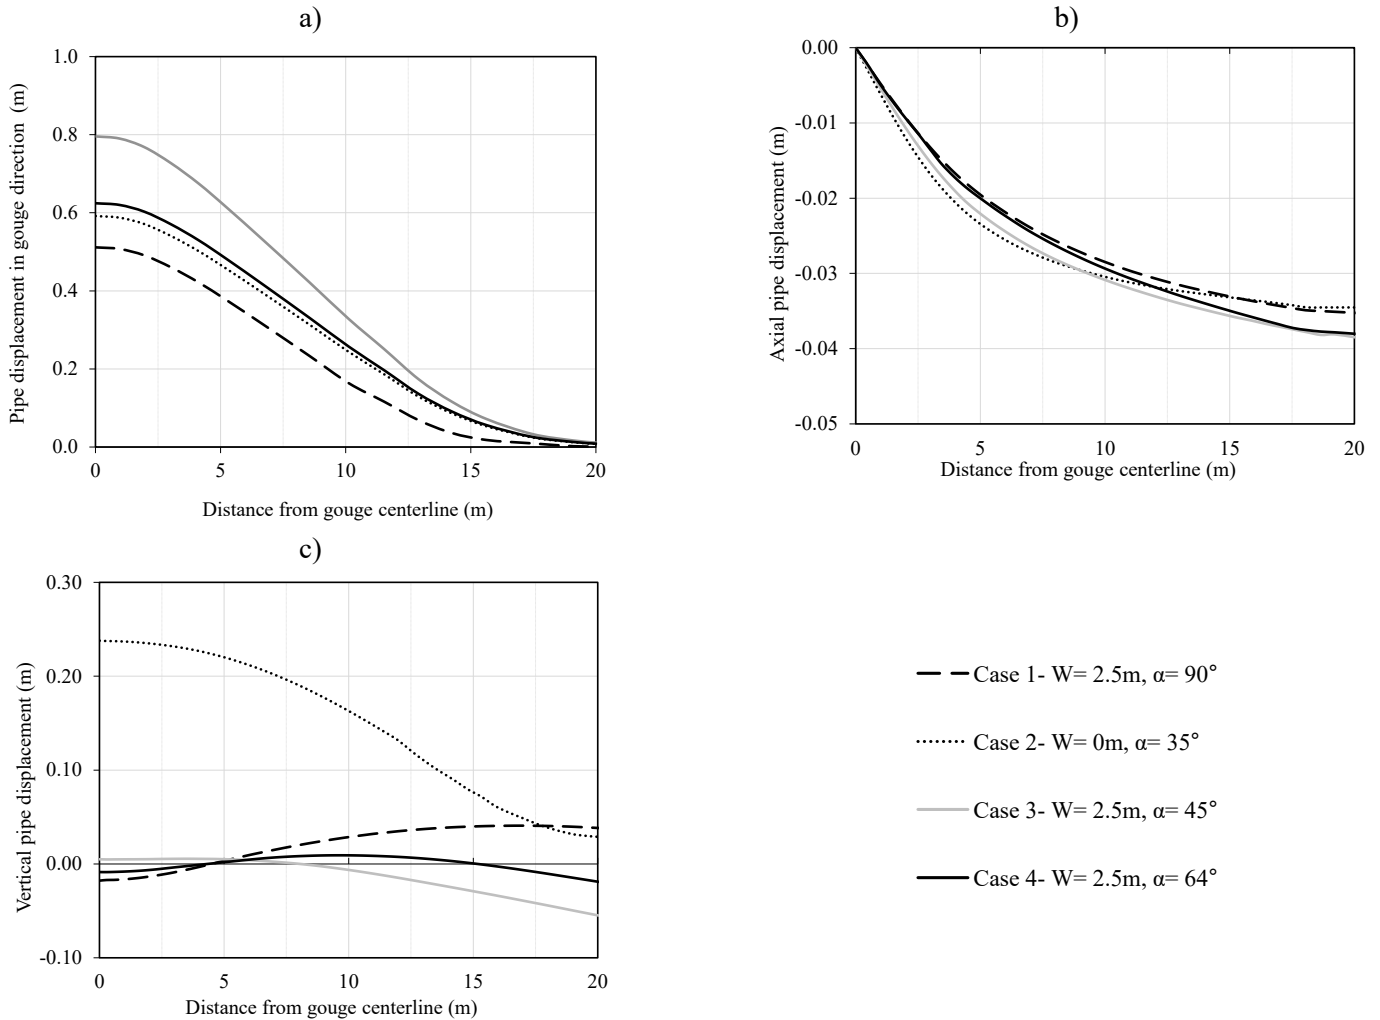 a)
1.0
0.8
0.6
0.4
0.2
0.0
Pipe displacement in gouge direction (m)
0 5 10 15 20
Distance from gouge centerline (m)
b)
0.00
-0.01
-0.02
-0.03
-0.04
-0.05
Axial pipe displacement (m)
0 5 10 15 20
Distance from gouge centerline (m)
c)
0.30
0.20
0.10
0.00
-0.10
Vertical pipe displacement (m)
0 5 10 15 20
Distance from gouge centerline (m)
Case 1- W= 2.5m, α= 90°
Case 2- W= 0m, α= 35°
Case 3- W= 2.5m, α= 45°
Case 4- W= 2.5m, α= 64°